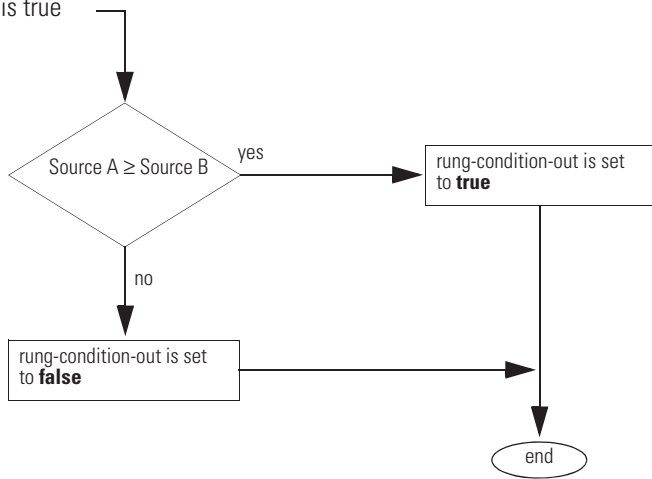 is true
Source A ≥ Source B
yes
rung-condition-out is set
to true
no
rung-condition-out is set
to false
end